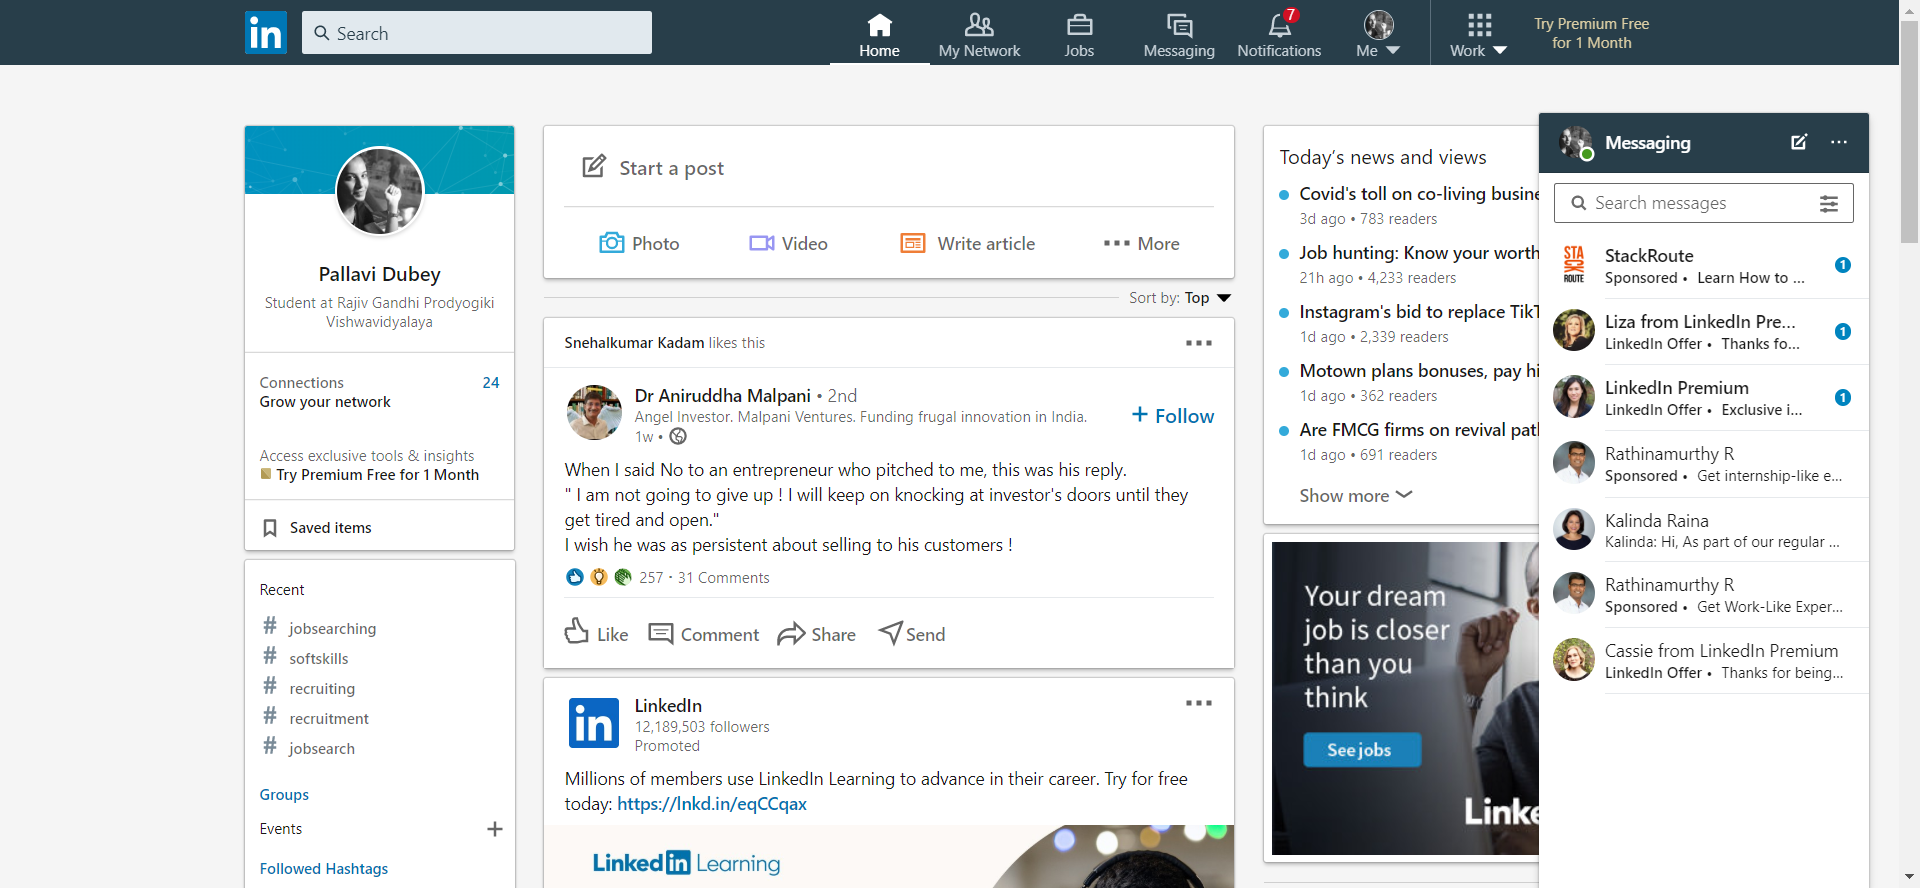 in
Search
Home
My Network
Jobs
Messaging
7
Notifications
Me
Work
Try Premium Free
for 1 Month
Pallavi Dubey
Student at Rajiv Gandhi Prodyogiki
Vishwavidyalaya
Connections
24
Grow your network
Access exclusive tools & insights
Try Premium Free for 1 Month
Saved items
Recent
# jobsearching
# softskills
# recruiting
# recruitment
# jobsearch
Groups
Events
Followed Hashtags
Start a post
Photo
Video
Write article
More
Sort by: Top
Snehalkumar Kadam likes this
Dr Aniruddha Malpani • 2nd
Angel Investor. Malpani Ventures. Funding frugal innovation in India.
1w •
+ Follow
When I said No to an entrepreneur who pitched to me, this was his reply.
" I am not going to give up ! I will keep on knocking at investor's doors until they
get tired and open."
I wish he was as persistent about selling to his customers !
257 · 31 Comments
Like
Comment
Share
Send
in
LinkedIn
12,189,503 followers
Promoted
Millions of members use LinkedIn Learning to advance in their career. Try for free
today: https://lnkd.in/eqCCqax
Linked in Learning
Today's news and views
Covid's toll on co-living busine
3d ago • 783 readers
Job hunting: Know your worth
21h ago • 4,233 readers
Instagram's bid to replace TikT
1d ago • 2,339 readers
Motown plans bonuses, pay hi
1d ago • 362 readers
Are FMCG firms on revival pat
1d ago • 691 readers
Show more
Your dream
job is closer
than you
think
See jobs
Linke
Messaging
Search messages
STACKROUTE
StackRoute
Sponsored • Learn How to ...
1
Liza from LinkedIn Pre...
LinkedIn Offer • Thanks fo...
1
LinkedIn Premium
LinkedIn Offer • Exclusive i...
1
Rathinamurthy R
Sponsored • Get internship-like e...
Kalinda Raina
Kalinda: Hi, As part of our regular ...
Rathinamurthy R
Sponsored • Get Work-Like Exper...
Cassie from LinkedIn Premium
LinkedIn Offer • Thanks for being...